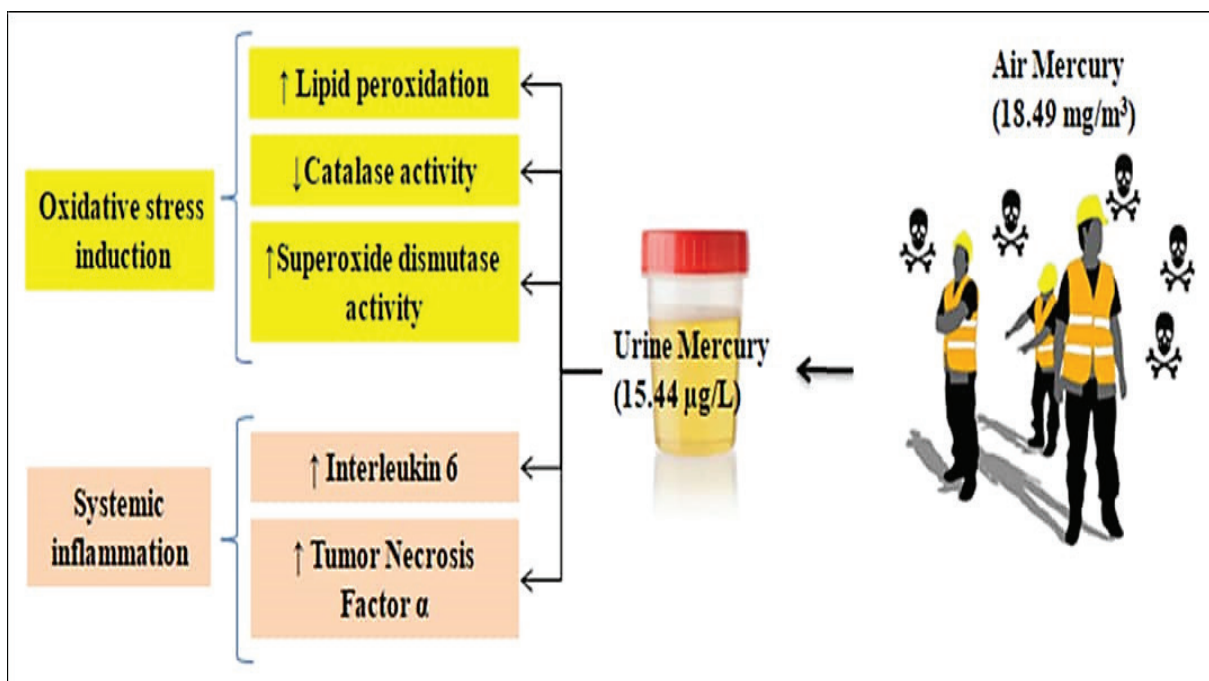 ↑ Lipid peroxidation
↓Catalase activity
↑Superoxide dismutase
activity
Oxidative stress
induction
↑ Interleukin 6
↑ Tumor Necrosis
Factor α
Systemic
inflammation
Urine Mercury
(15.44 µg/L)
Air Mercury
(18.49 mg/m³)